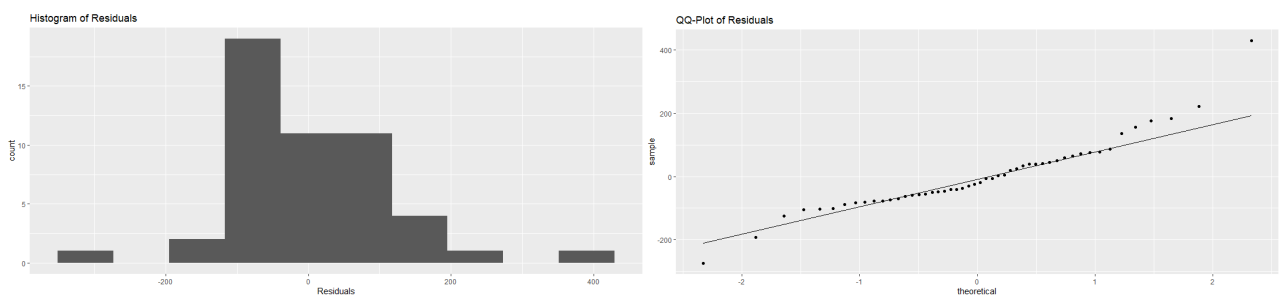 Histogram of Residuals
15
10
5
0
count
-200
0
200
400
Residuals
QQ-Plot of Residuals
400
200
0
-200
sample
-2
-1
0
1
2
theoretical